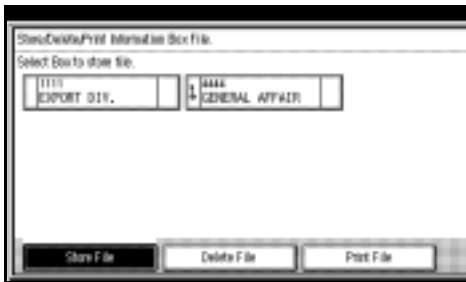 Store/Delete/Print Information Box File.
Select Box to store file.
1111 4444
EXPORT DIV. GENERAL AFFAIR
Store File Delete File Print File